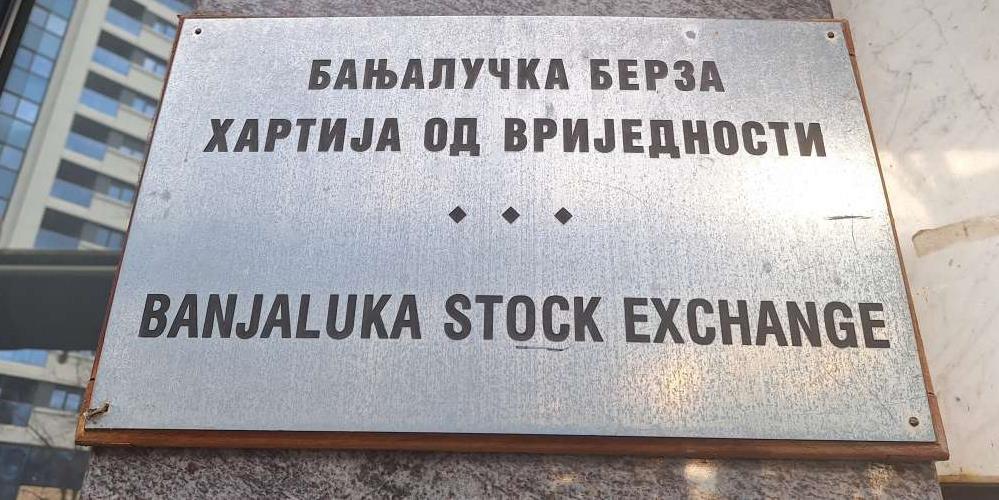 БАЊАЛУЧКА БЕРЗА
ХАРТИЈА ОД ВРИЈЕДНОСТИ
BANJALUKA STOCK EXCHANGE